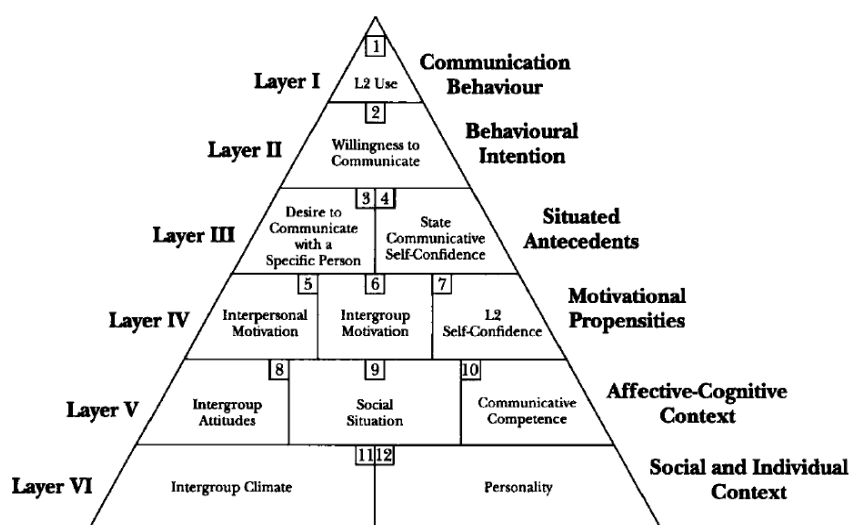 1
Layer I
L2 Use
Communication
Behaviour
2
Layer II
Willingness to
Communicate
Behavioural
Intention
3 4
Layer III
Desire to
Communicate
with a
Specific Person
State
Communicative
Self-Confidence
Situated
Antecedents
5 6 7
Layer IV
Interpersonal
Motivation
Intergroup
Motivation
L2
Self-Confidence
Motivational
Propensities
8 9 10
Layer V
Intergroup
Attitudes
Social
Situation
Communicative
Competence
Affective-Cognitive
Context
11 12
Layer VI
Intergroup Climate
Personality
Social and Individual
Context